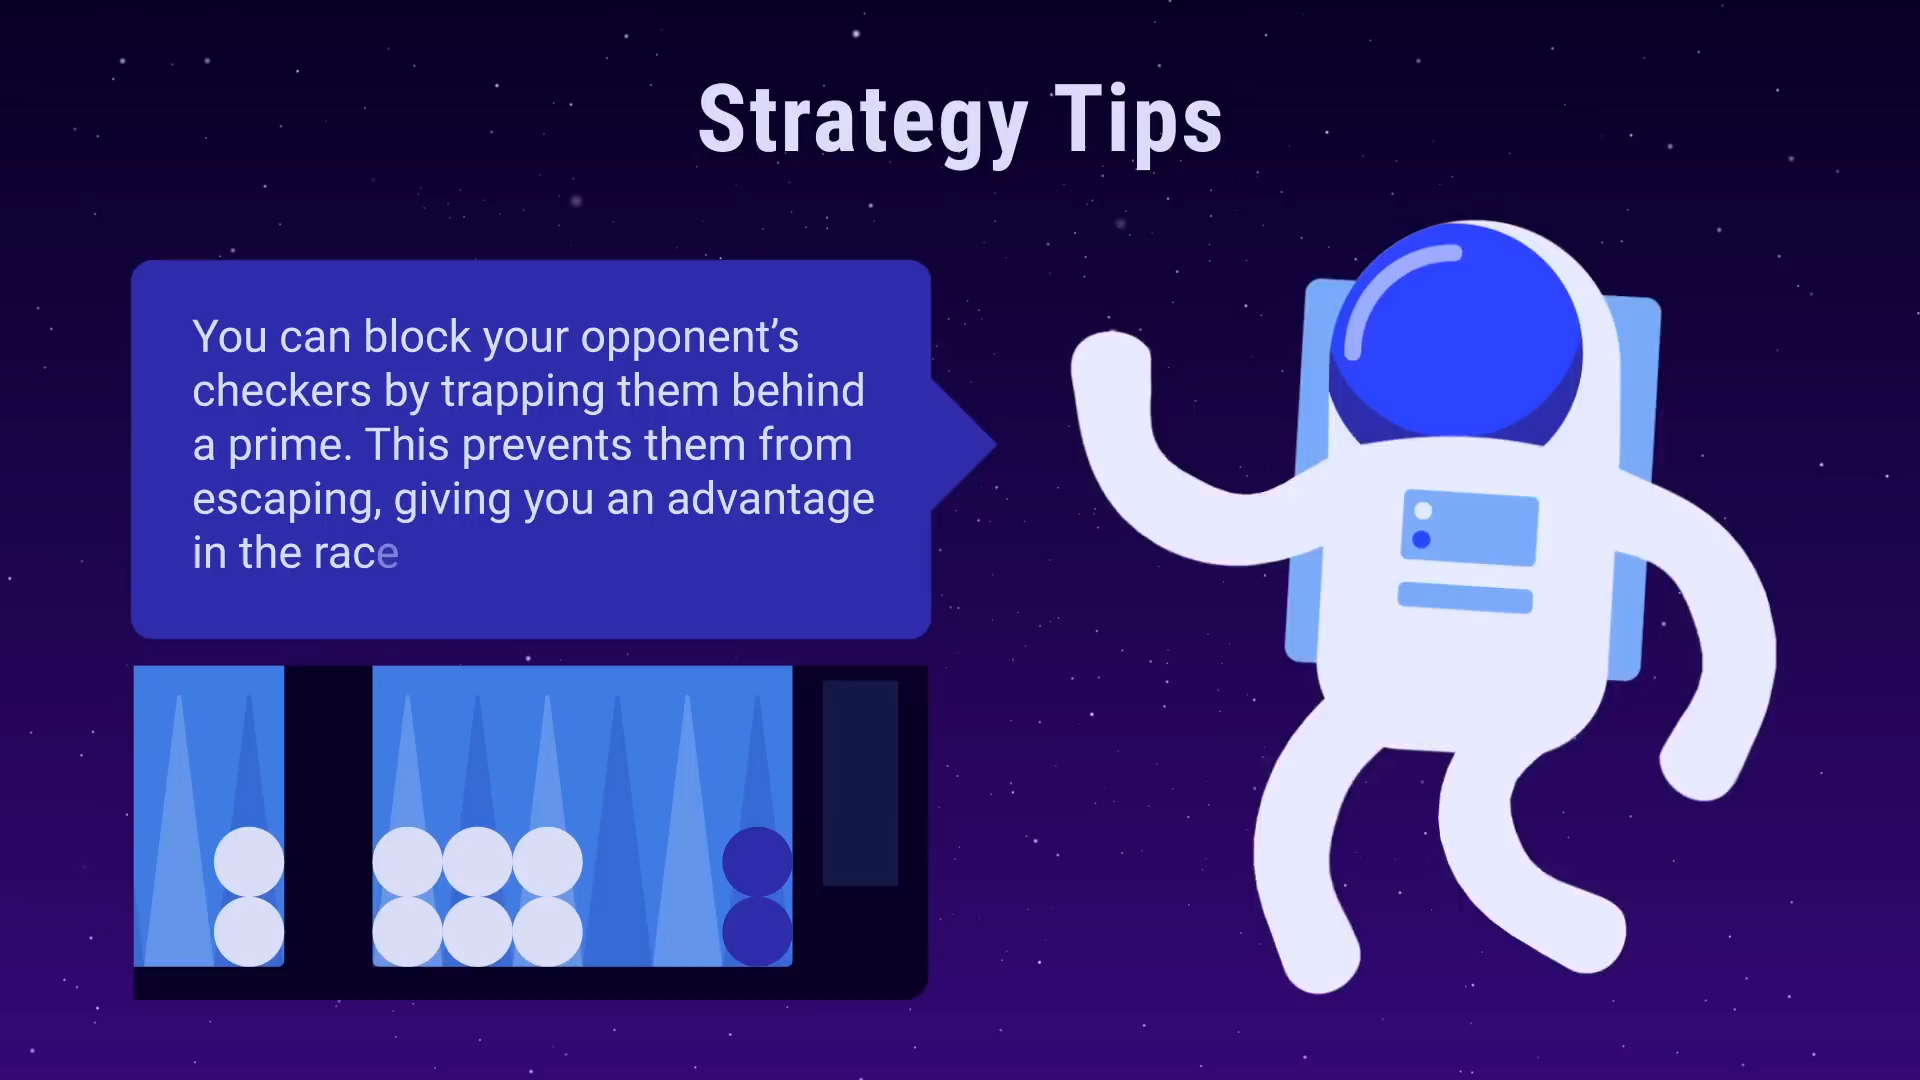 Strategy Tips
You can block your opponent’s
checkers by trapping them behind
a prime. This prevents them from
escaping, giving you an advantage
in the race